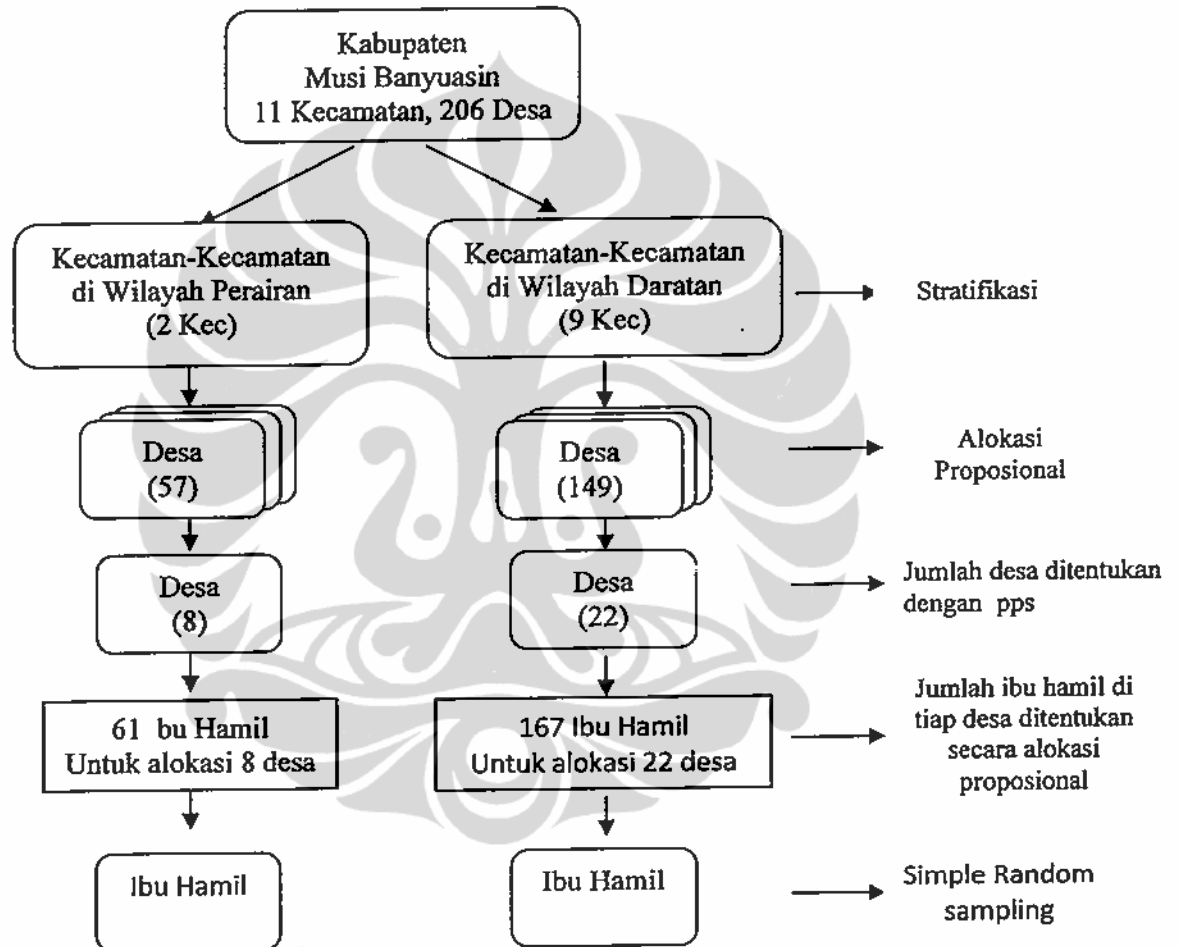 Kabupaten
Musi Banyuasin
11 Kecamatan, 206 Desa
Kecamatan-Kecamatan
di Wilayah Perairan
(2 Kec)
Kecamatan-Kecamatan
di Wilayah Daratan
(9 Kec)
Stratifikasi
Desa
(57)
Desa
(149)
Alokasi
Proposional
Desa
(8)
Desa
(22)
Jumlah desa ditentukan
dengan pps
61 bu Hamil
Untuk alokasi 8 desa
167 Ibu Hamil
Untuk alokasi 22 desa
Jumlah ibu hamil di
tiap desa ditentukan
secara alokasi
proposional
Ibu Hamil
Ibu Hamil
Simple Random
sampling